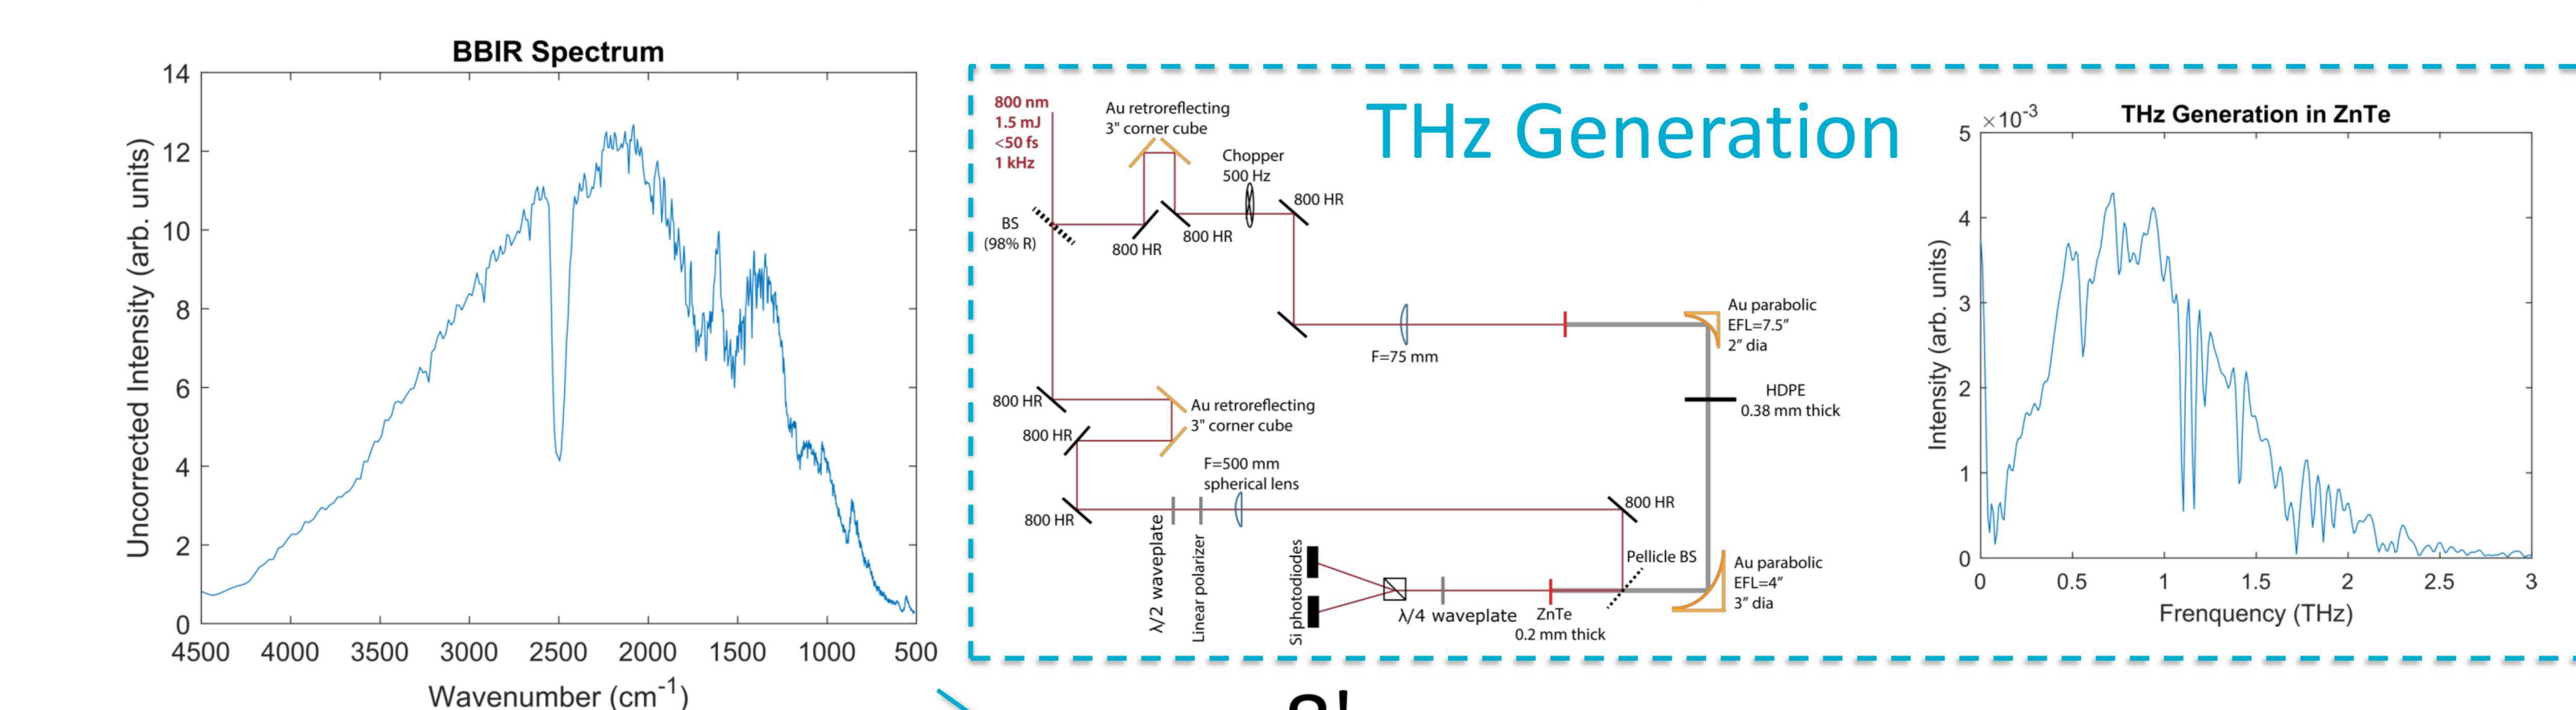 BBIR Spectrum
14
12
10
8
6
4
2
0
Uncorrected Intensity (arb. units)
4500 4000 3500 3000 2500 2000 1500 1000 500
Wavenumber (cm⁻¹)
THz Generation
800 nm
1.5 mJ
<50 fs
1 kHz
Au retroreflecting
3" corner cube
Chopper
500 Hz
800 HR
BS
(98% R)
800 HR
800 HR
F=75 mm
Au parabolic
EFL=7.5"
2" dia
HDPE
0.38 mm thick
800 HR
Au retroreflecting
3" corner cube
800 HR
F=500 mm
spherical lens
800 HR
800 HR
λ/2 waveplate
Linear polarizer
Si photodiodes
Pellicle BS
λ/4 waveplate
ZnTe
0.2 mm thick
Au parabolic
EFL=4"
3" dia
THz Generation in ZnTe
×10⁻³
5
4
3
2
1
0
Intensity (arb. units)
0 0.5 1 1.5 2 2.5 3
Frenquency (THz)